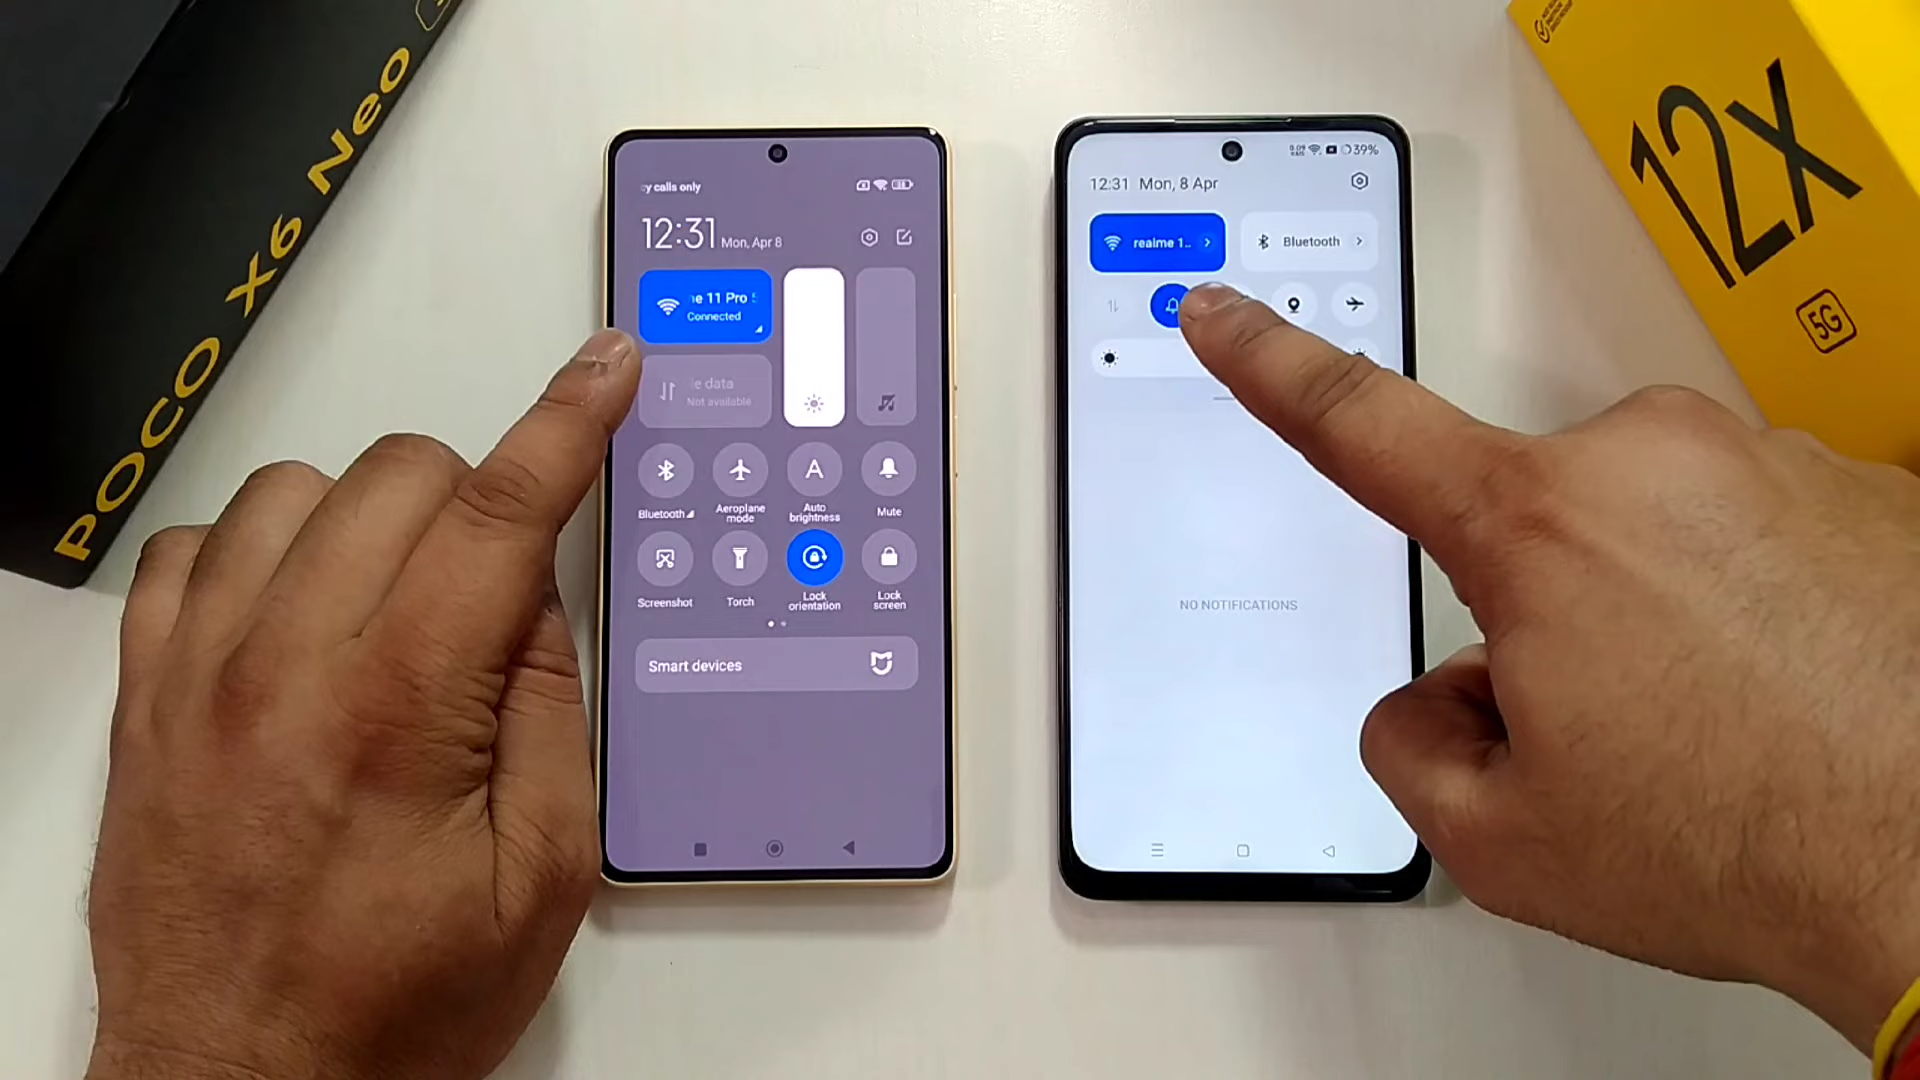 POCO X6 Neo
12x
5G
y calls only
12:31 Mon, Apr 8
e 11 Pro 5
Connected
le data
Not available
A
Bluetooth
Aeroplane
mode
Auto
brightness
Mute
Screenshot
Torch
Lock
orientation
Lock
screen
Smart devices
39%
12:31 Mon, 8 Apr
realme 1..
Bluetooth
NO NOTIFICATIONS